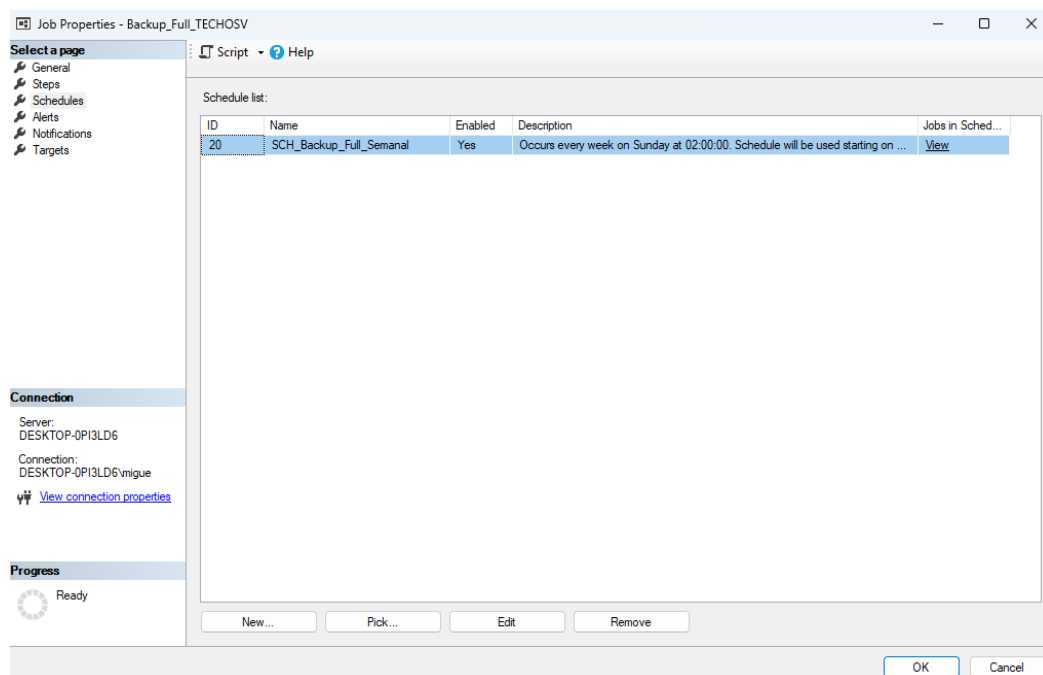 Job Properties - Backup_Full_TECHOSV
Select a page
General
Steps
Schedules
Alerts
Notifications
Targets
Script
Help
Schedule list:
ID Name Enabled Description Jobs in Sched...
20 SCH_Backup_Full_Semanal Yes Occurs every week on Sunday at 02:00:00. Schedule will be used starting on ... View
Connection
Server:
DESKTOP-0PI3LD6
Connection:
DESKTOP-0PI3LD6\migue
View connection properties
Progress
Ready
New... Pick... Edit Remove
OK Cancel